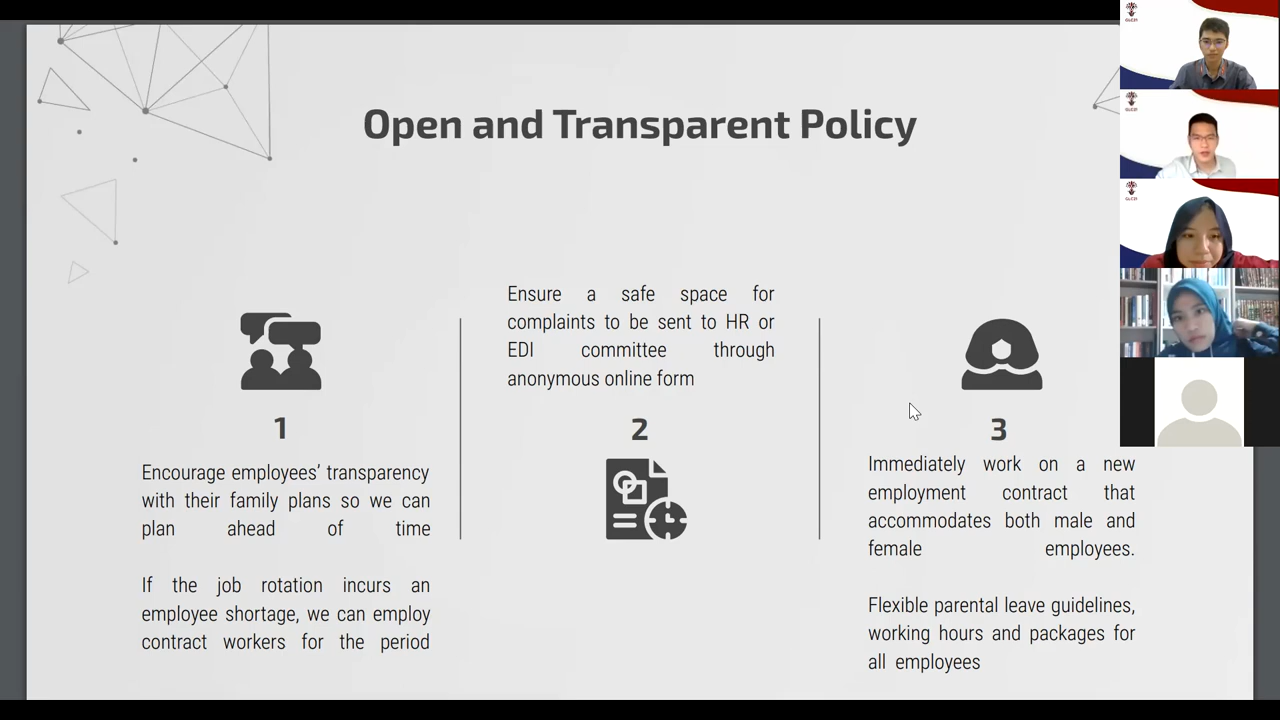 Open and Transparent Policy
1
Encourage employees’ transparency
with their family plans so we can
plan ahead of time
If the job rotation incurs an
employee shortage, we can employ
contract workers for the period
Ensure a safe space for
complaints to be sent to HR or
EDI committee through
anonymous online form
2
3
Immediately work on a new
employment contract that
accommodates both male and
female employees.
Flexible parental leave guidelines,
working hours and packages for
all employees
GLC21
GLC21
GLC21